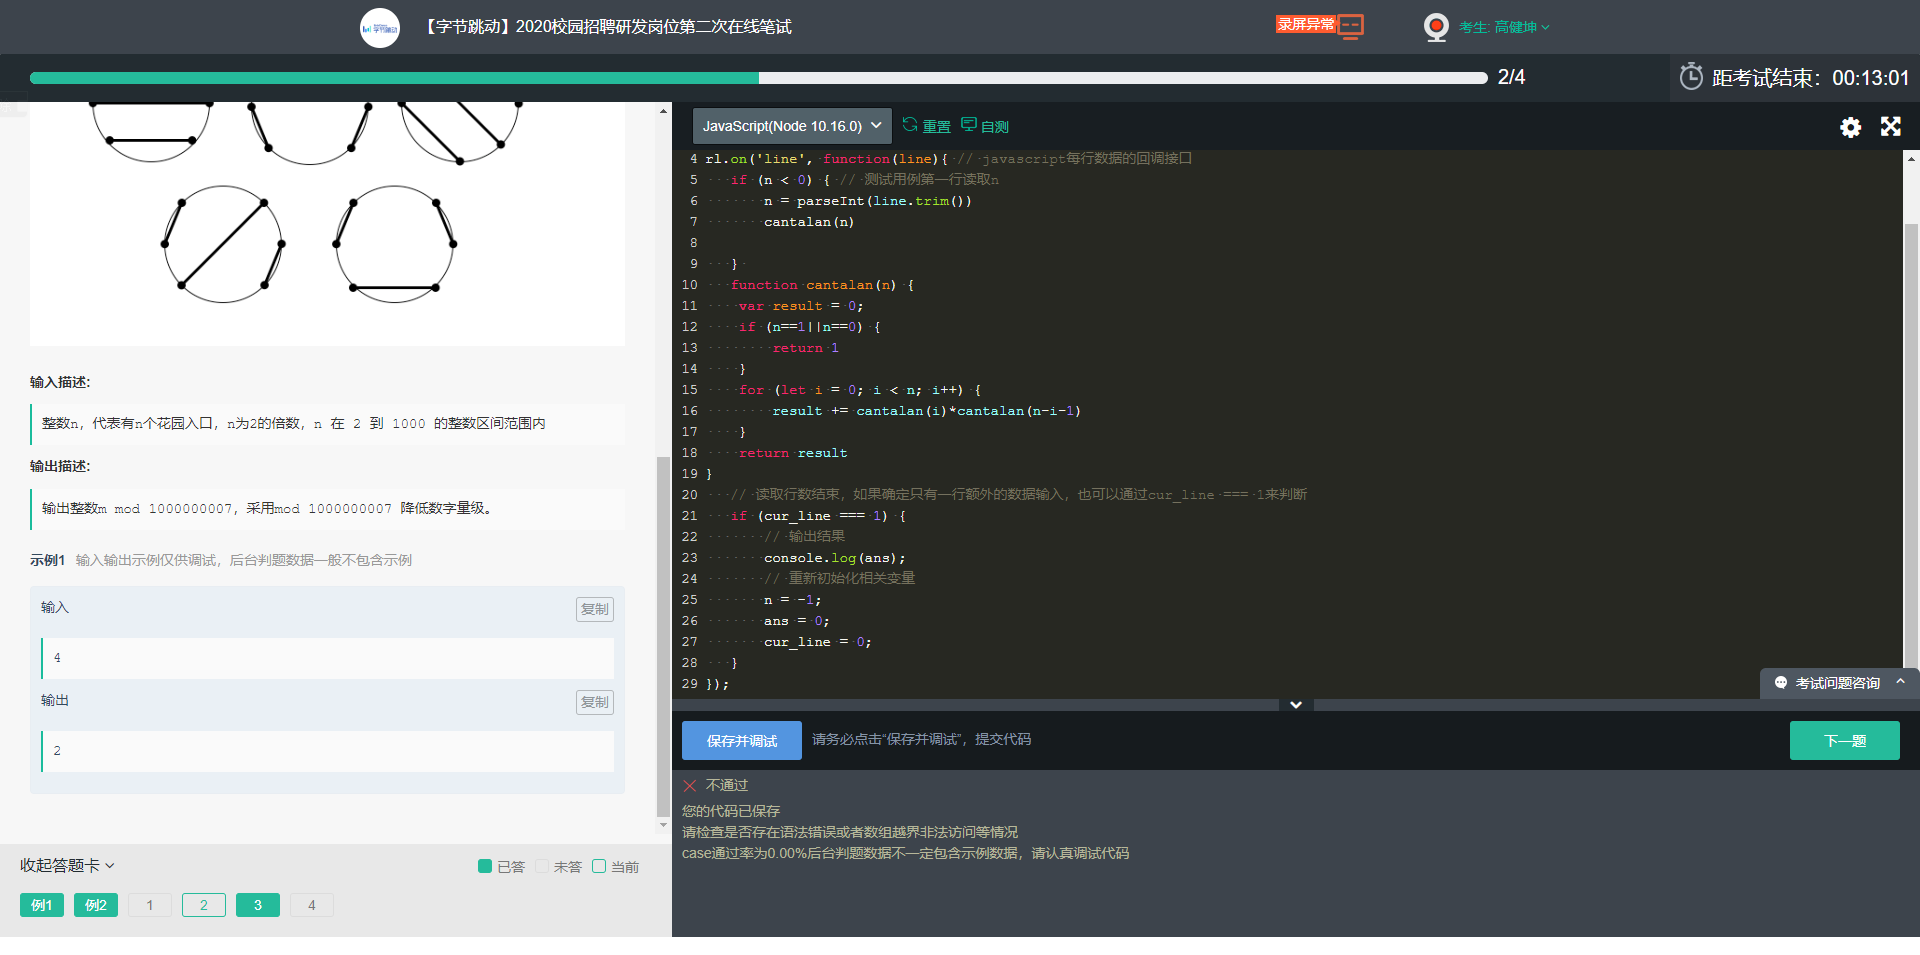 【字节跳动】2020校园招聘研发岗位第二次在线笔试
录屏异常
考生: 高健坤
2/4
距考试结束： 00:13:01
输入描述:
整数n，代表有n个花园入口，n为2的倍数，n 在 2 到 1000 的整数区间范围内
输出描述:
输出整数m mod 1000000007，采用mod 1000000007 降低数字量级。
示例1 输入输出示例仅供调试，后台判题数据一般不包含示例
输入
复制
4
输出
复制
2
收起答题卡
已答 未答 当前
例1 例2 1 2 3 4
JavaScript(Node 10.16.0) 重置 自测
4 rl.on('line', function(line){ // javascript每行数据的回调接口
5 if (n < 0) { // 测试用例第一行读取n
6 n = parseInt(line.trim())
7 cantalan(n)
8
9 }
10 function cantalan(n) {
11 var result = 0;
12 if (n==1||n==0) {
13 return 1
14 }
15 for (let i = 0; i < n; i++) {
16 result += cantalan(i)*cantalan(n-i-1)
17 }
18 return result
19 }
20 // 读取行数结束，如果确定只有一行额外的数据输入，也可以通过cur_line === 1来判断
21 if (cur_line === 1) {
22 // 输出结果
23 console.log(ans);
24 // 重新初始化相关变量
25 n = -1;
26 ans = 0;
27 cur_line = 0;
28 }
29 });
考试问题咨询
保存并调试 请务必点击“保存并调试”，提交代码
下一题
不通过
您的代码已保存
请检查是否存在语法错误或者数组越界非法访问等情况
case通过率为0.00%后台判题数据不一定包含示例数据，请认真调试代码